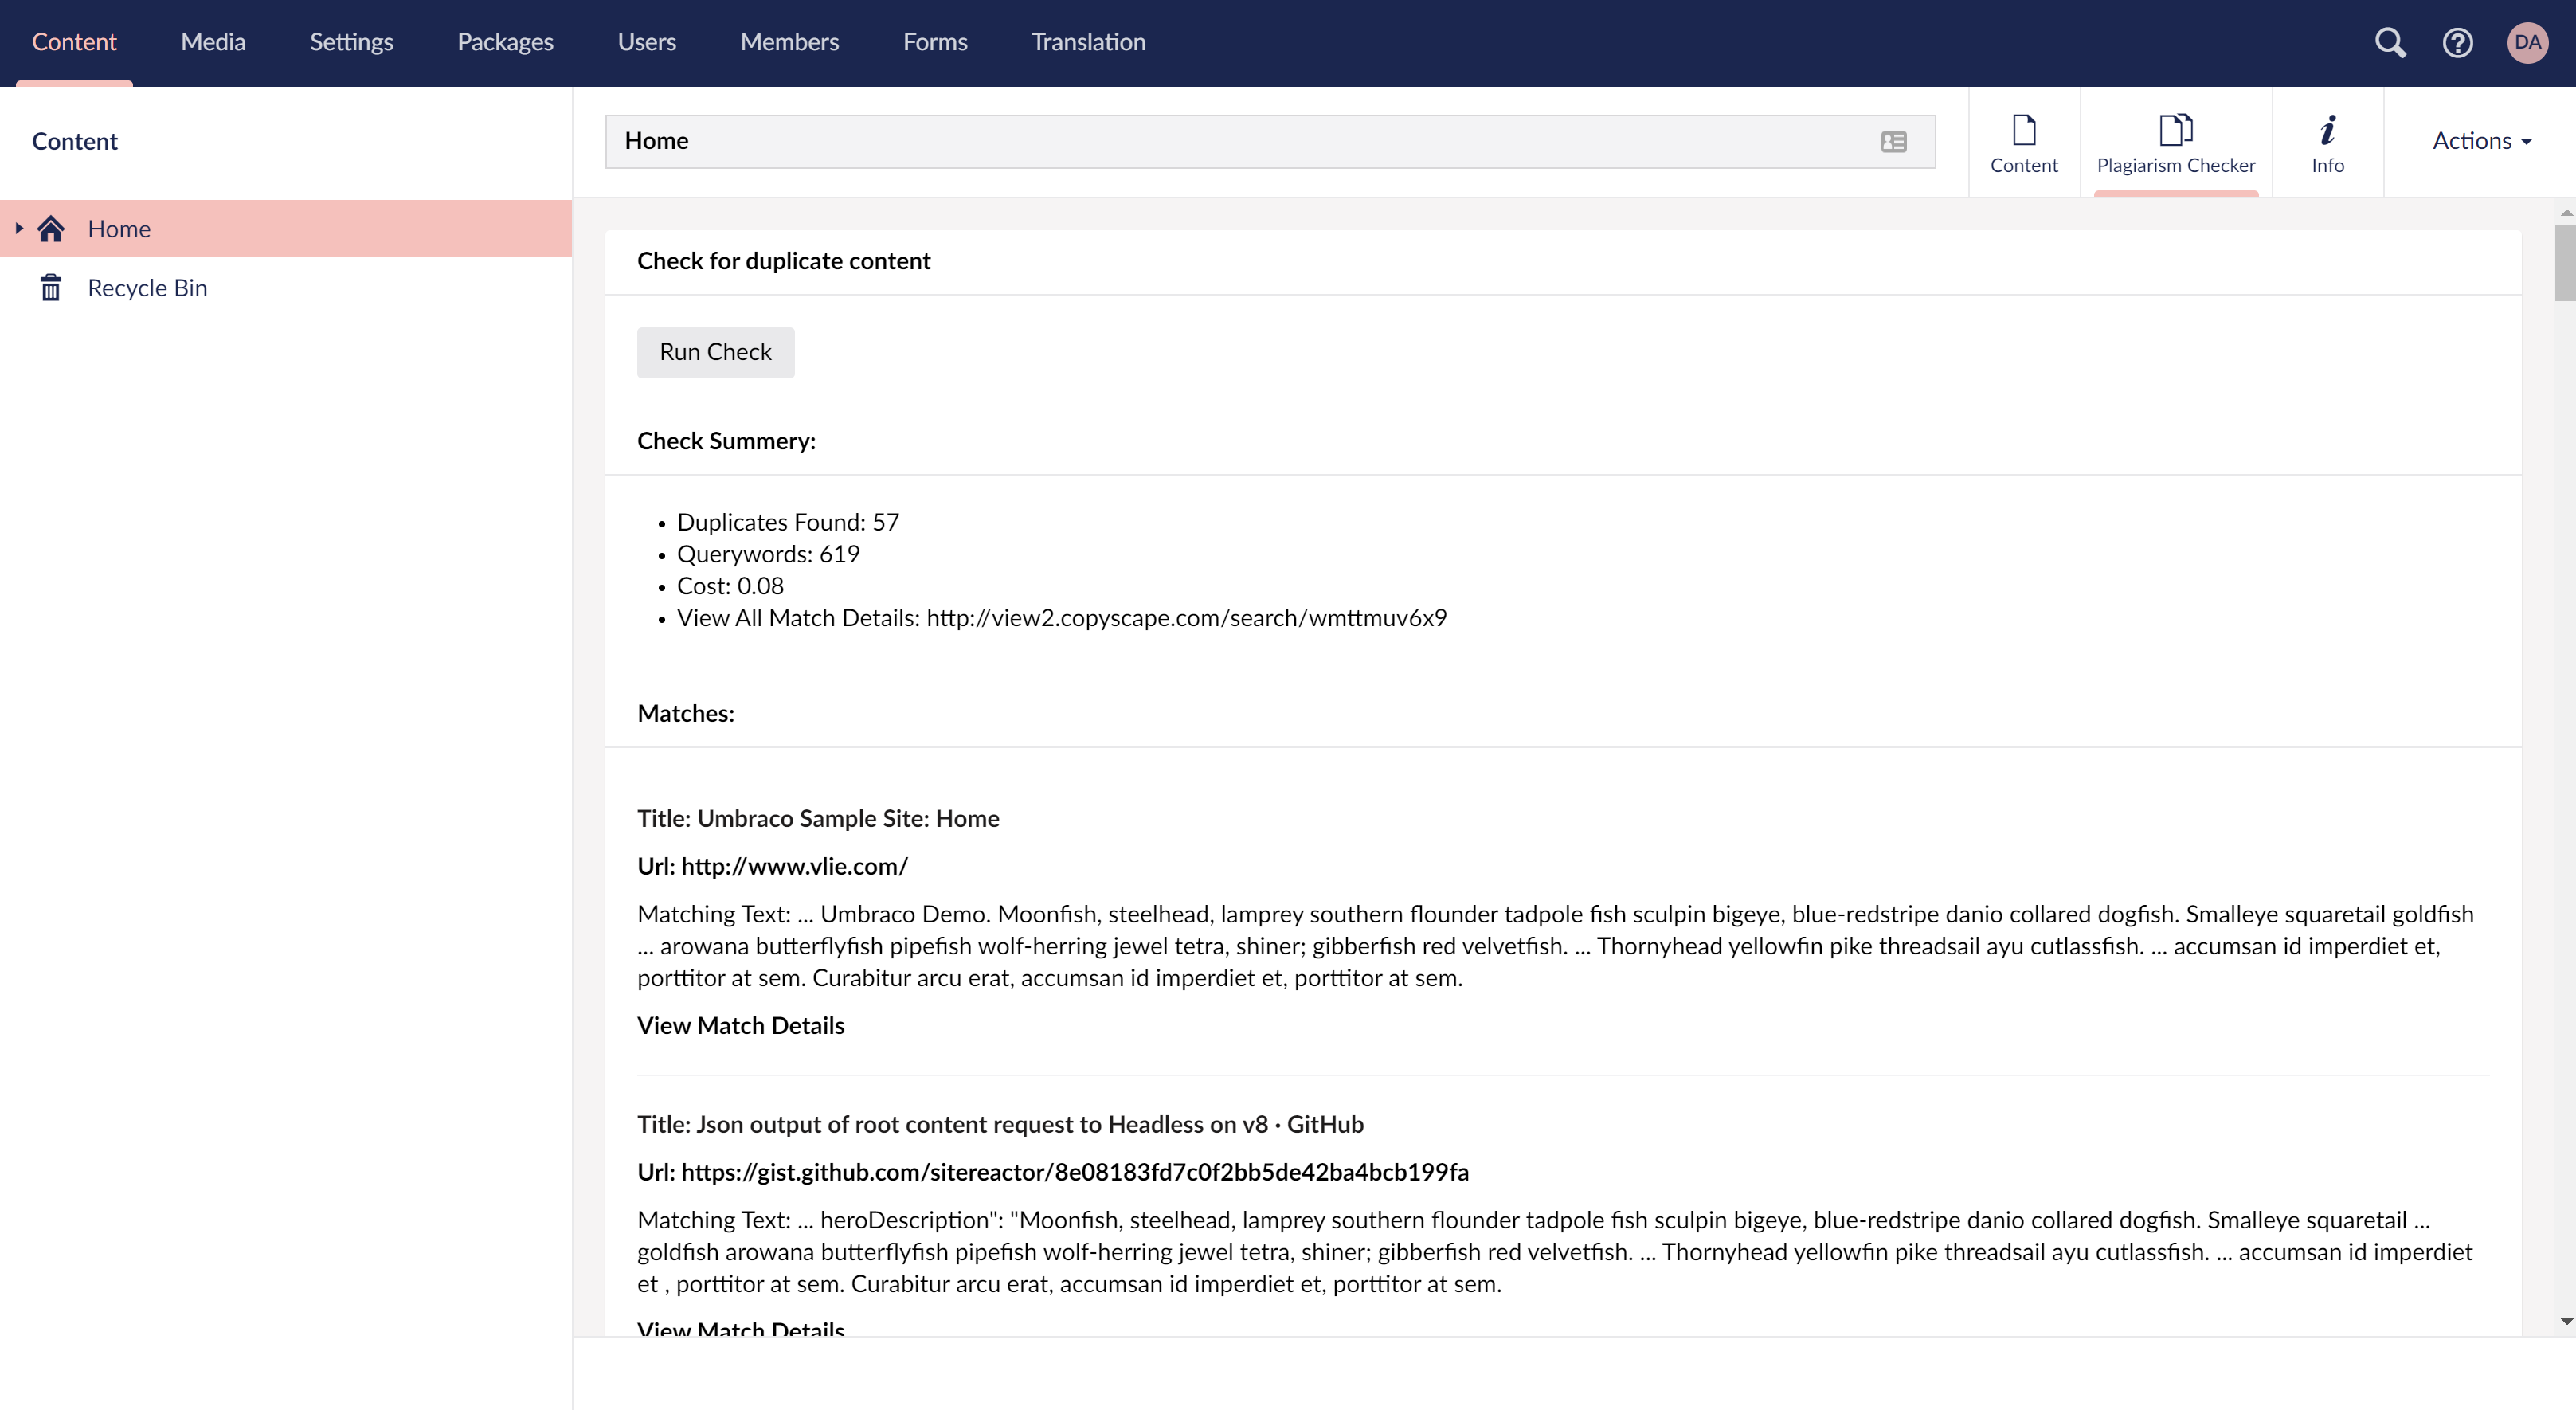 Content Media Settings Packages Users Members Forms Translation DA
Content
Home
Recycle Bin
Home
Content
Plagiarism Checker
Info
Actions
Check for duplicate content
Run Check
Check Summery:
• Duplicates Found: 57
• Querywords: 619
• Cost: 0.08
• View All Match Details: http://view2.copyscape.com/search/wmttmuv6x9
Matches:
Title: Umbraco Sample Site: Home
Url: http://www.vlie.com/
Matching Text: ... Umbraco Demo. Moonfish, steelhead, lamprey southern flounder tadpole fish sculpin bigeye, blue-redstripe danio collared dogfish. Smalleye squaretail goldfish
... arowana butterflyfish pipefish wolf-herring jewel tetra, shiner; gibberfish red velvetfish. ... Thornyhead yellowfin pike threadsail ayu cutlassfish. ... accumsan id imperdiet et,
porttitor at sem. Curabitur arcu erat, accumsan id imperdiet et, porttitor at sem.
View Match Details
Title: Json output of root content request to Headless on v8 · GitHub
Url: https://gist.github.com/sitereactor/8e08183fd7c0f2bb5de42ba4bcb199fa
Matching Text: ... heroDescription": "Moonfish, steelhead, lamprey southern flounder tadpole fish sculpin bigeye, blue-redstripe danio collared dogfish. Smalleye squaretail ...
goldfish arowana butterflyfish pipefish wolf-herring jewel tetra, shiner; gibberfish red velvetfish. ... Thornyhead yellowfin pike threadsail ayu cutlassfish. ... accumsan id imperdiet
et , porttitor at sem. Curabitur arcu erat, accumsan id imperdiet et, porttitor at sem.
View Match Details